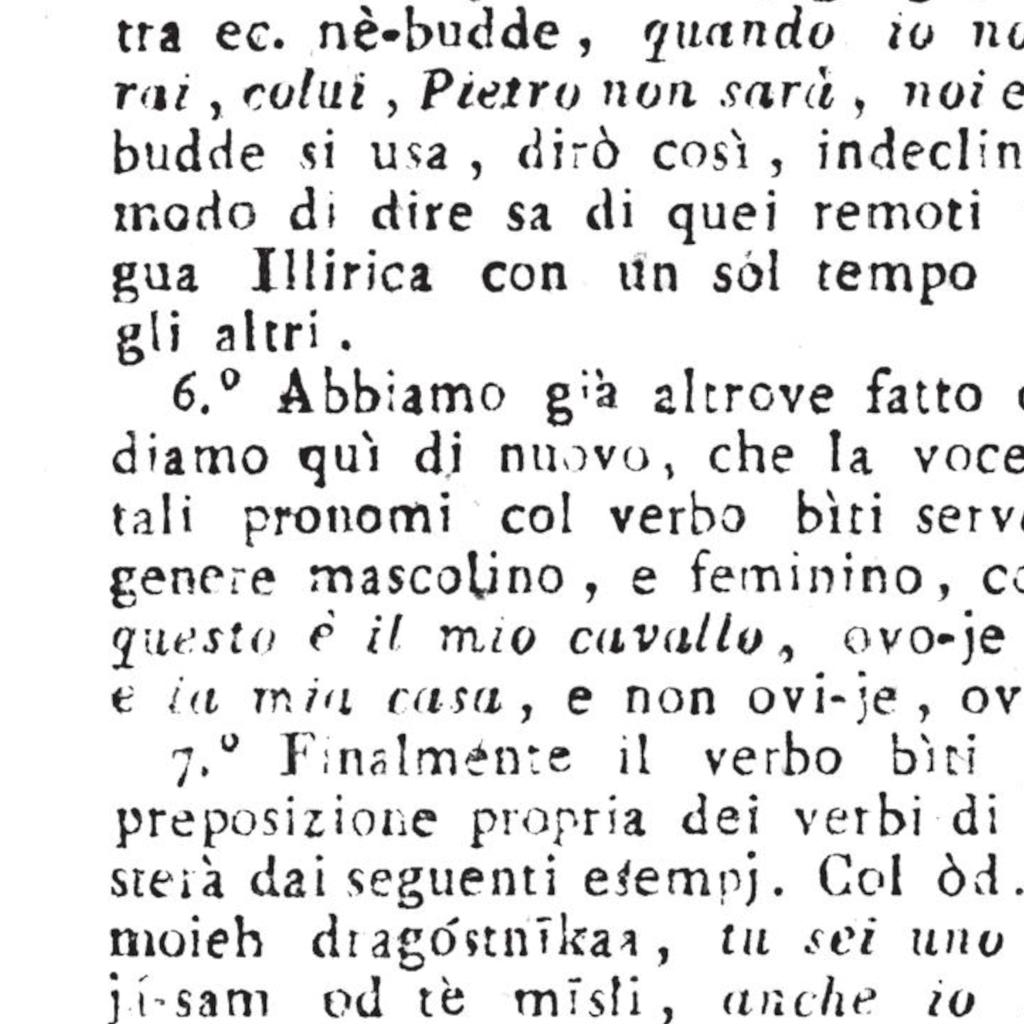 tra ec. nè-budde, quando io no
rai, colui, Pietro non sarà, noi e
budde si usa, dirò così, indeclin
modo di dire sa di quei remoti
gua Illirica con un sol tempo
gli altri.
6.º Abbiamo già altrove fatto
diamo quì di nuovo, che la voce
tali pronomi col verbo bìti serv
genere mascolino, e feminino, co
questo è il mio cavallo, ovo-je
e la mia casa, e non ovi-je, ov
7.º Finalmente il verbo bìti
preposizione propria dei verbi di
sterà dai seguenti esempj. Col òd.
moieh dragóstnīkaa, tu sei uno
jí-sam od tè mīsli, anche io